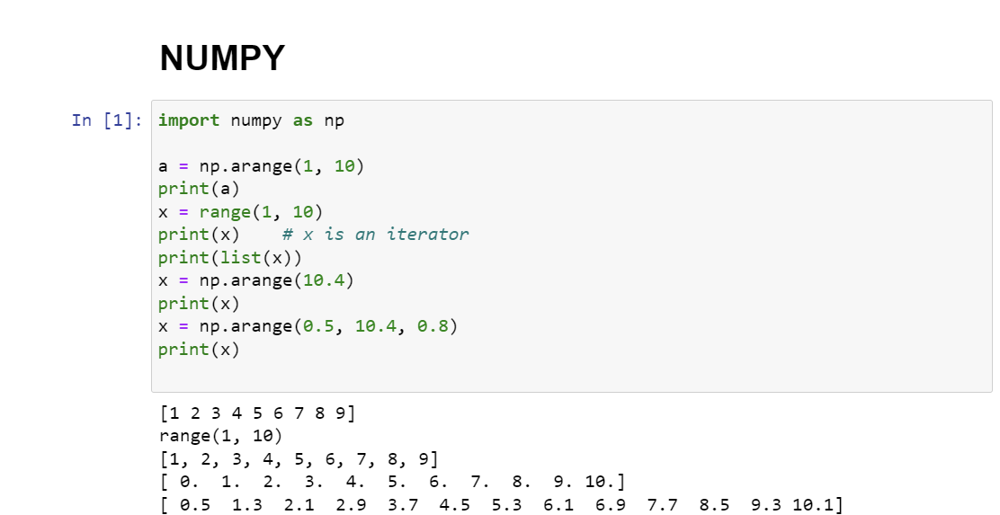 NUMPY
In [1]: import numpy as np
a = np.arange(1, 10)
print(a)
x = range(1, 10)
print(x)    # x is an iterator
print(list(x))
x = np.arange(10.4)
print(x)
x = np.arange(0.5, 10.4, 0.8)
print(x)
[1 2 3 4 5 6 7 8 9]
range(1, 10)
[1, 2, 3, 4, 5, 6, 7, 8, 9]
[ 0.  1.  2.  3.  4.  5.  6.  7.  8.  9. 10.]
[ 0.5  1.3  2.1  2.9  3.7  4.5  5.3  6.1  6.9  7.7  8.5  9.3 10.1]